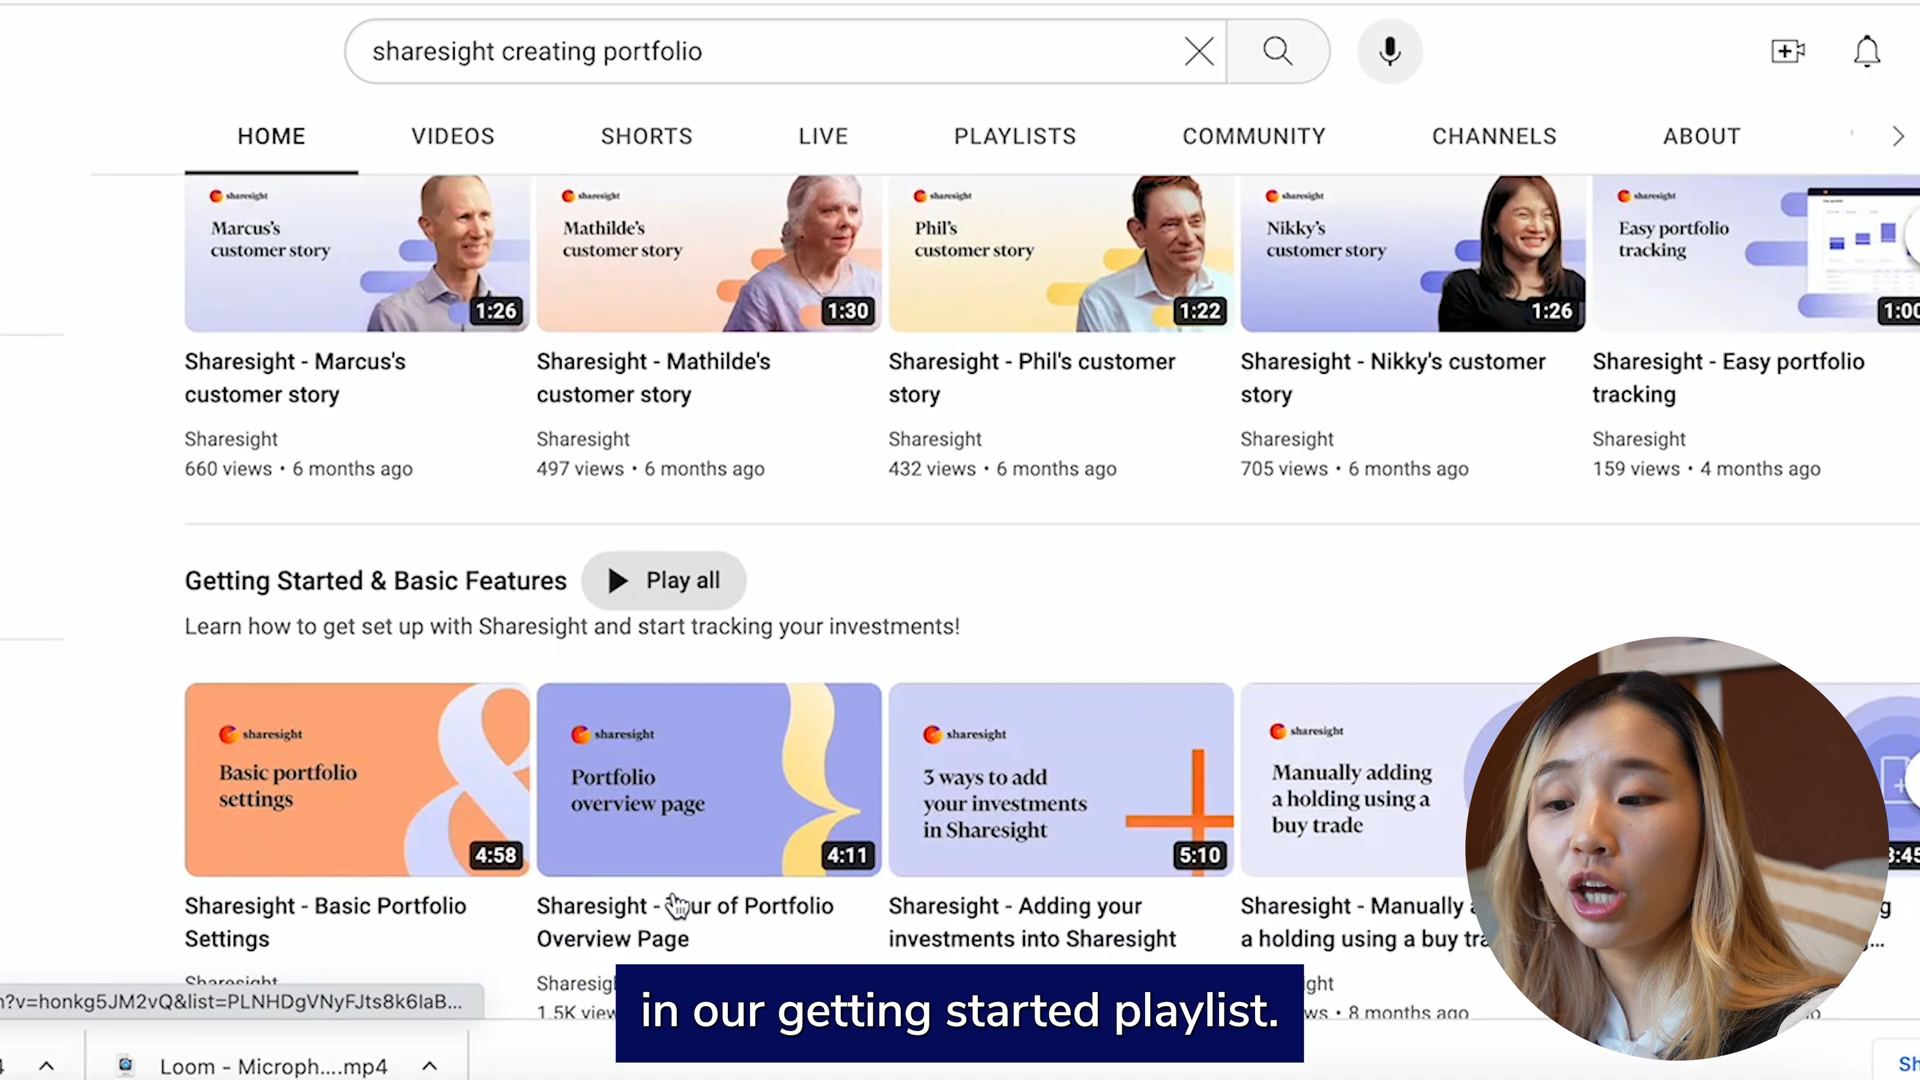 sharesight creating portfolio
HOME VIDEOS SHORTS LIVE PLAYLISTS COMMUNITY CHANNELS ABOUT
sharesight
Marcus's
customer story
1:26
sharesight
Mathilde's
customer story
1:30
sharesight
Phil's
customer story
1:22
sharesight
Nikky's
customer story
1:26
sharesight
Easy portfolio
tracking
1:00
Sharesight - Marcus's
customer story
Sharesight
660 views • 6 months ago
Sharesight - Mathilde's
customer story
Sharesight
497 views • 6 months ago
Sharesight - Phil's customer
story
Sharesight
432 views • 6 months ago
Sharesight - Nikky's customer
story
Sharesight
705 views • 6 months ago
Sharesight - Easy portfolio
tracking
Sharesight
159 views • 4 months ago
Getting Started & Basic Features
Play all
Learn how to get set up with Sharesight and start tracking your investments!
sharesight
Basic portfolio
settings
4:58
sharesight
Portfolio
overview page
4:11
sharesight
3 ways to add
your investments
in Sharesight
5:10
sharesight
Manually adding
a holding using a
buy trade
3:45
Sharesight - Basic Portfolio
Settings
Sharesight
Sharesight - Tour of Portfolio
Overview Page
1.5K
Sharesight - Adding your
investments into Sharesight
Sharesight - Manually
a holding using a buy
8 months ago
?v=honkg5JM2vQ&list=PLNHDgVNyFJts8k6laB...
in our getting started playlist.
Loom - Microph....mp4